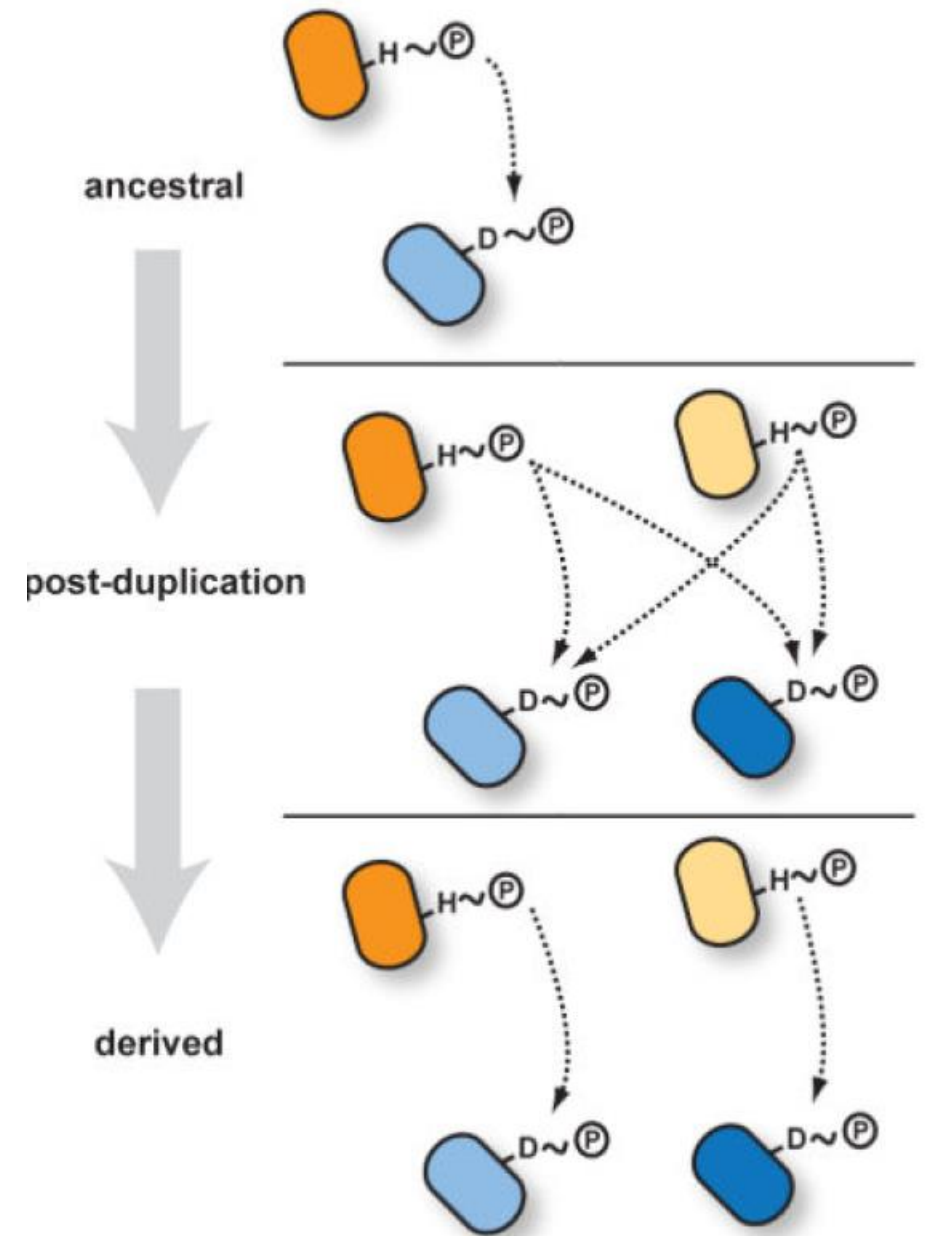 H~Ⓟ
ancestral
D~Ⓟ
H~Ⓟ H~Ⓟ
post-duplication
D~Ⓟ D~Ⓟ
H~Ⓟ H~Ⓟ
derived
D~Ⓟ D~Ⓟ